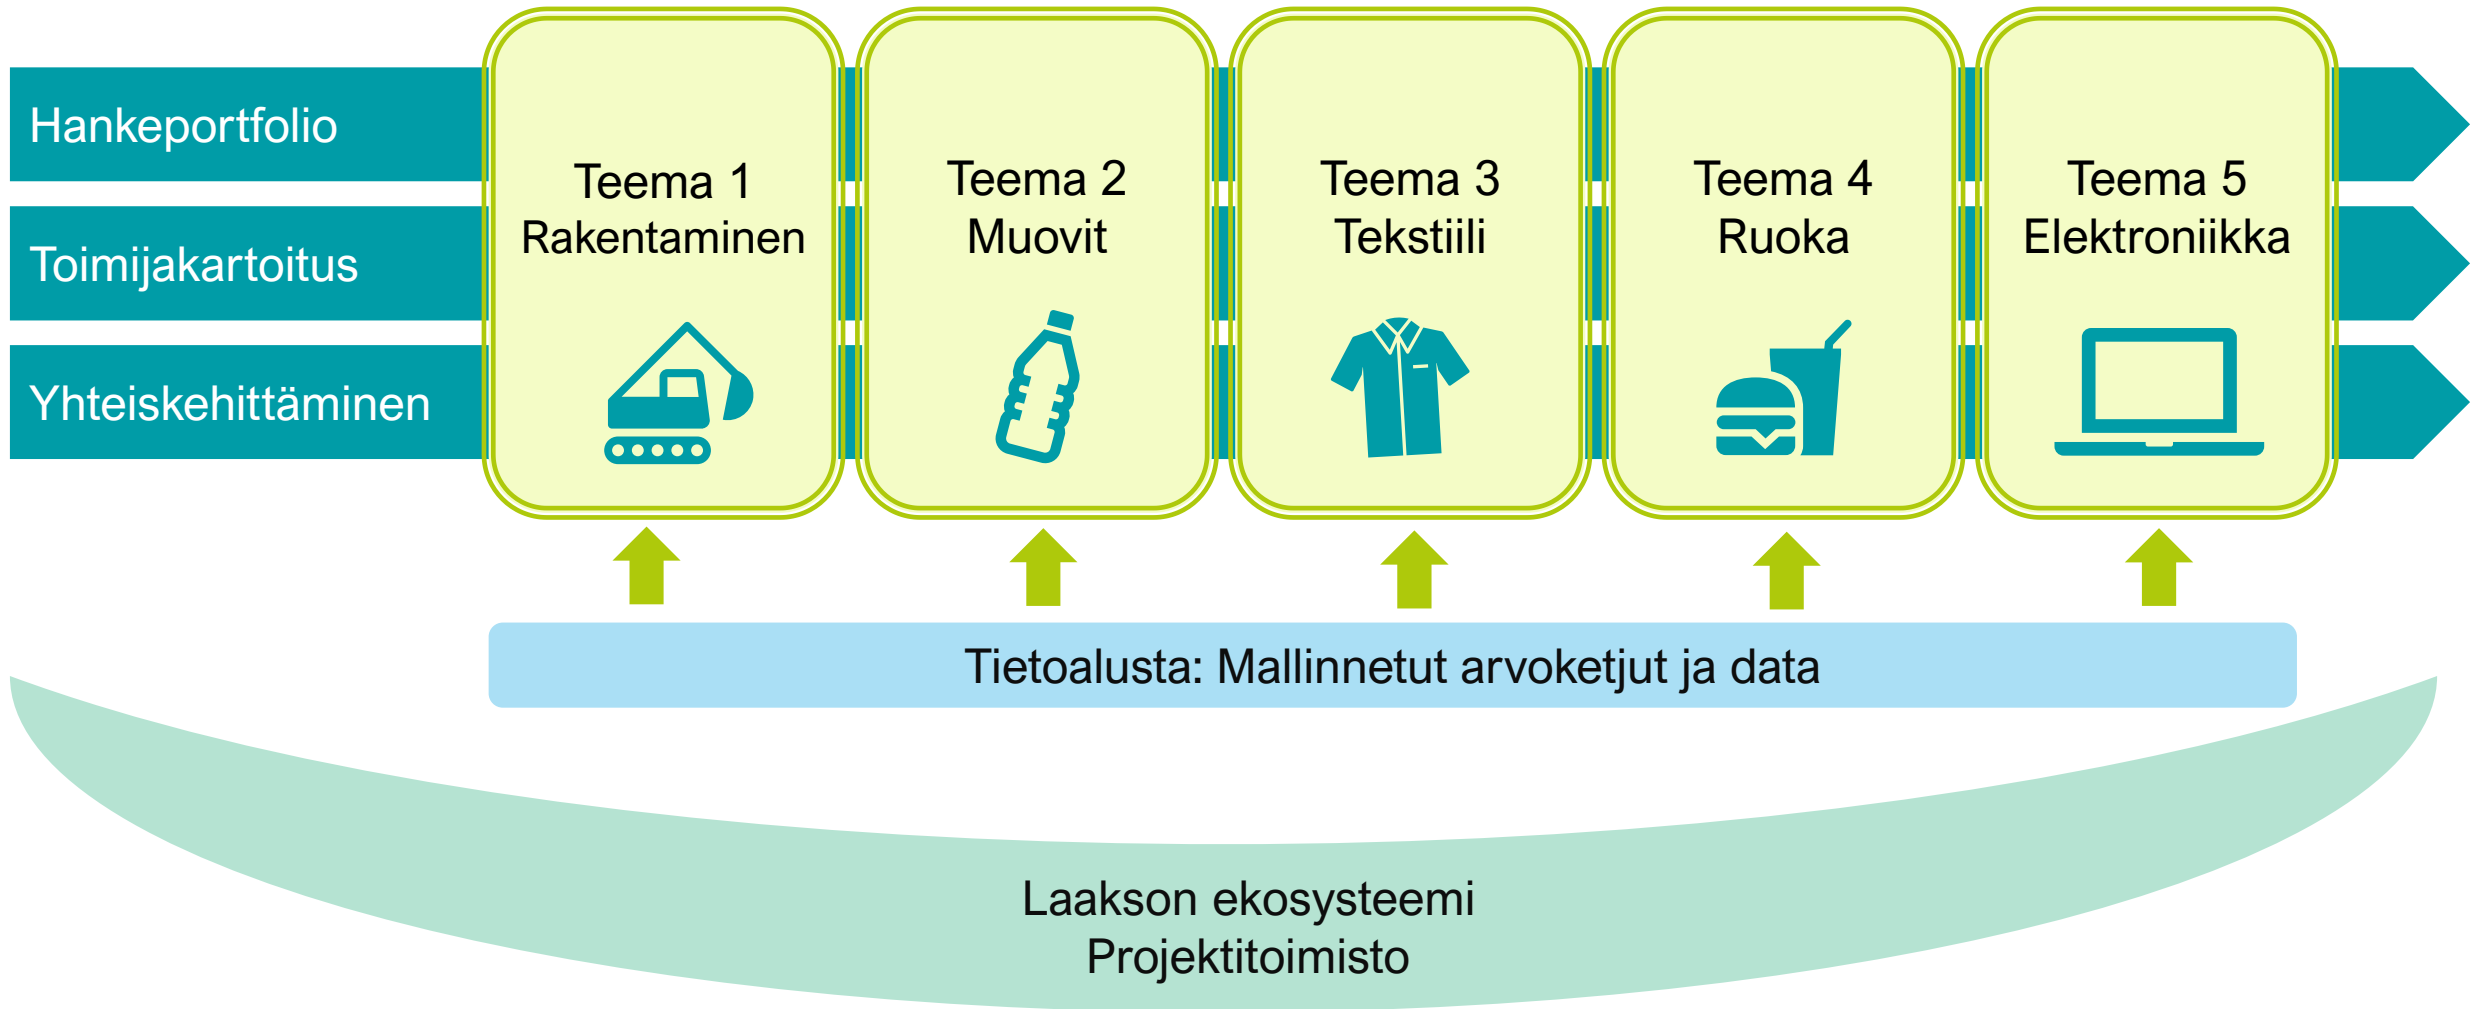 Hankeportfolio
Toimijakartoitus
Yhteiskehittäminen
Teema 1
Rakentaminen
Teema 2
Muovit
Teema 3
Tekstiili
Teema 4
Ruoka
Teema 5
Elektroniikka
Tietoalusta: Mallinnetut arvoketjut ja data
Laakson ekosysteemi
Projektitoimisto